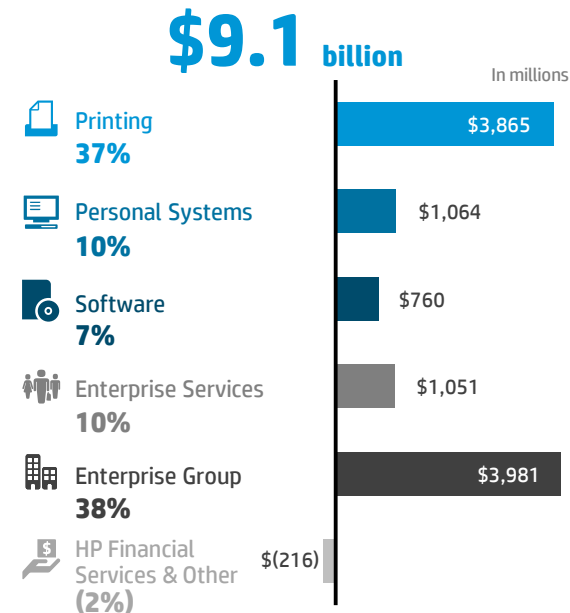 $9.1 billion
In millions
Printing
37%
$3,865
Personal Systems
10%
$1,064
Software
7%
$760
Enterprise Services
10%
$1,051
Enterprise Group
38%
$3,981
HP Financial
Services & Other
(2%)
$(216)
$